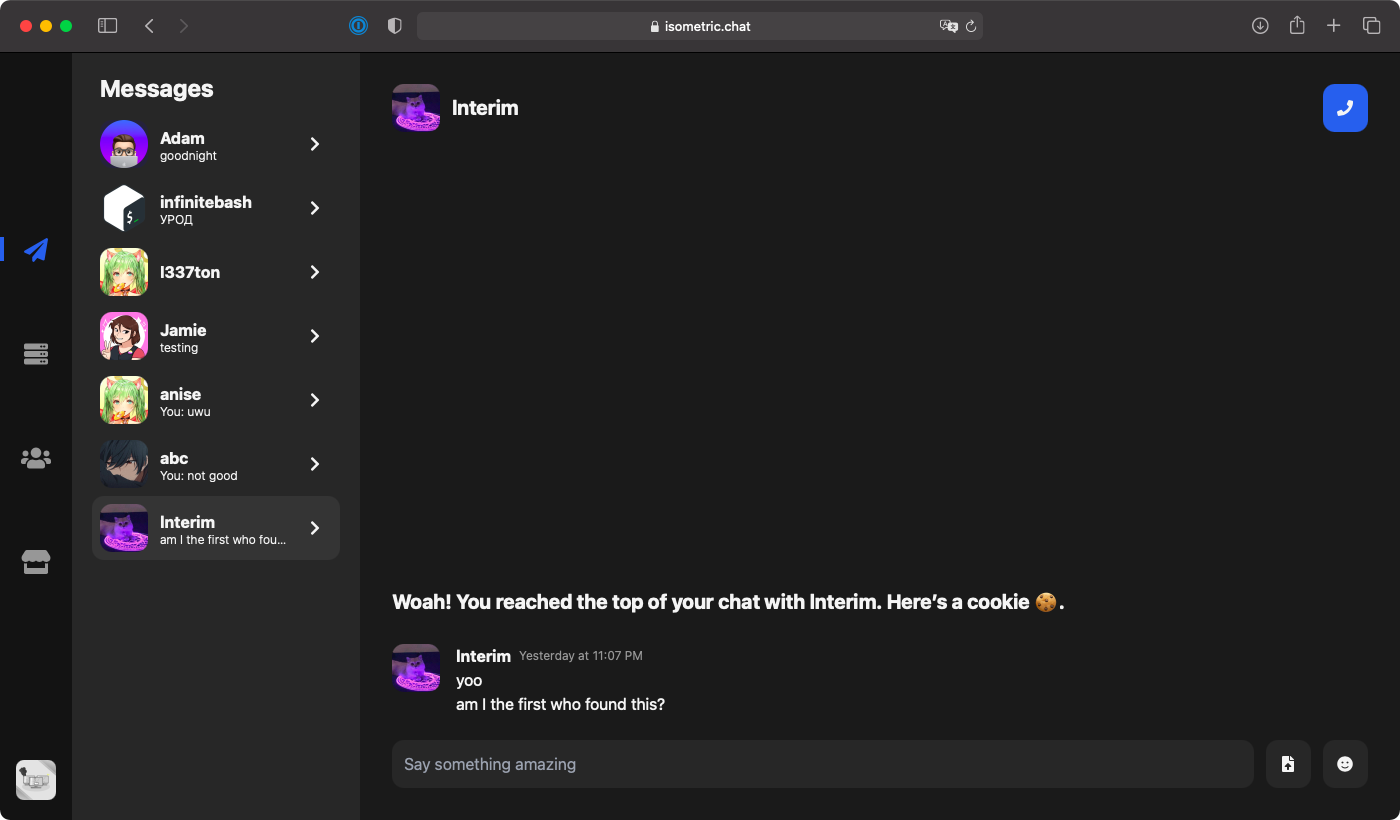 isometric.chat
Messages
Adam
goodnight
infinitebash
УРОД
l337ton
Jamie
testing
anise
You: uwu
abc
You: not good
Interim
am I the first who fou...
Interim
Woah! You reached the top of your chat with Interim. Here’s a cookie 🍪.
Interim Yesterday at 11:07 PM
yoo
am I the first who found this?
Say something amazing